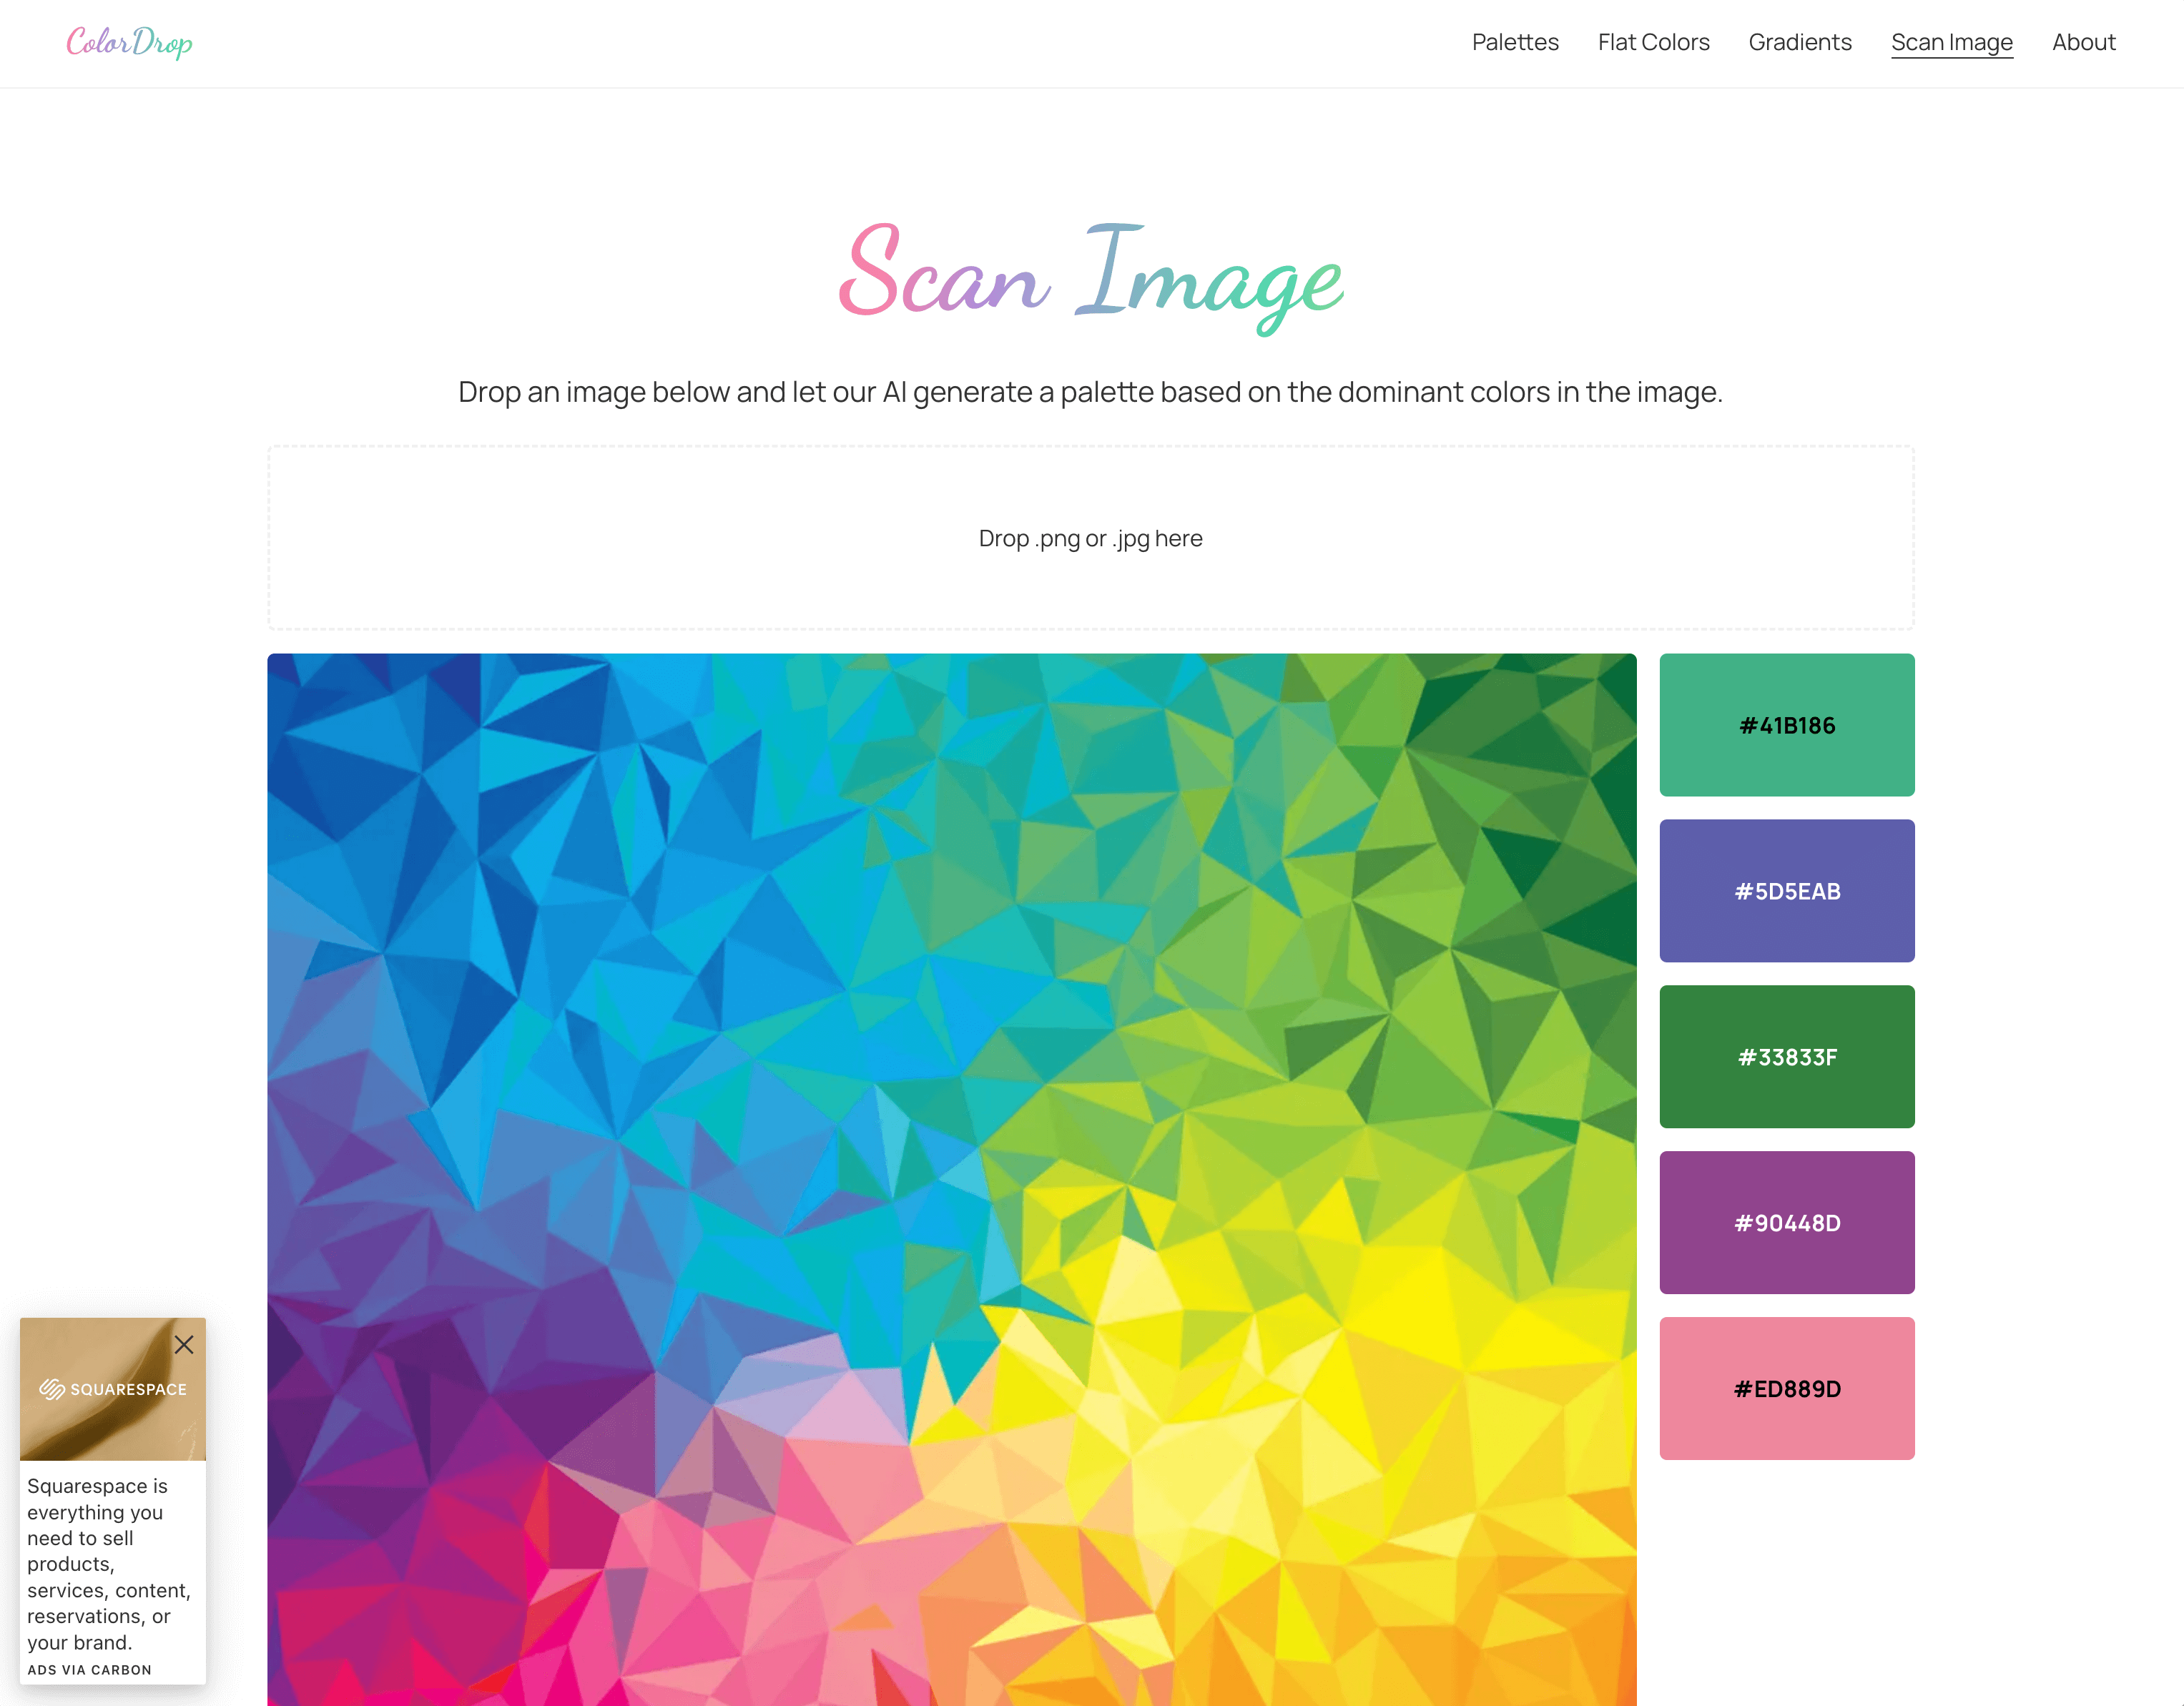 ColorDrop
Palettes
Flat Colors
Gradients
Scan Image
About
Scan Image
Drop an image below and let our AI generate a palette based on the dominant colors in the image.
Drop .png or .jpg here
#41B186
#5D5EAB
#33833F
#90448D
#ED889D
SQUARESPACE
Squarespace is
everything you
need to sell
products,
services, content,
reservations, or
your brand.
ADS VIA CARBON